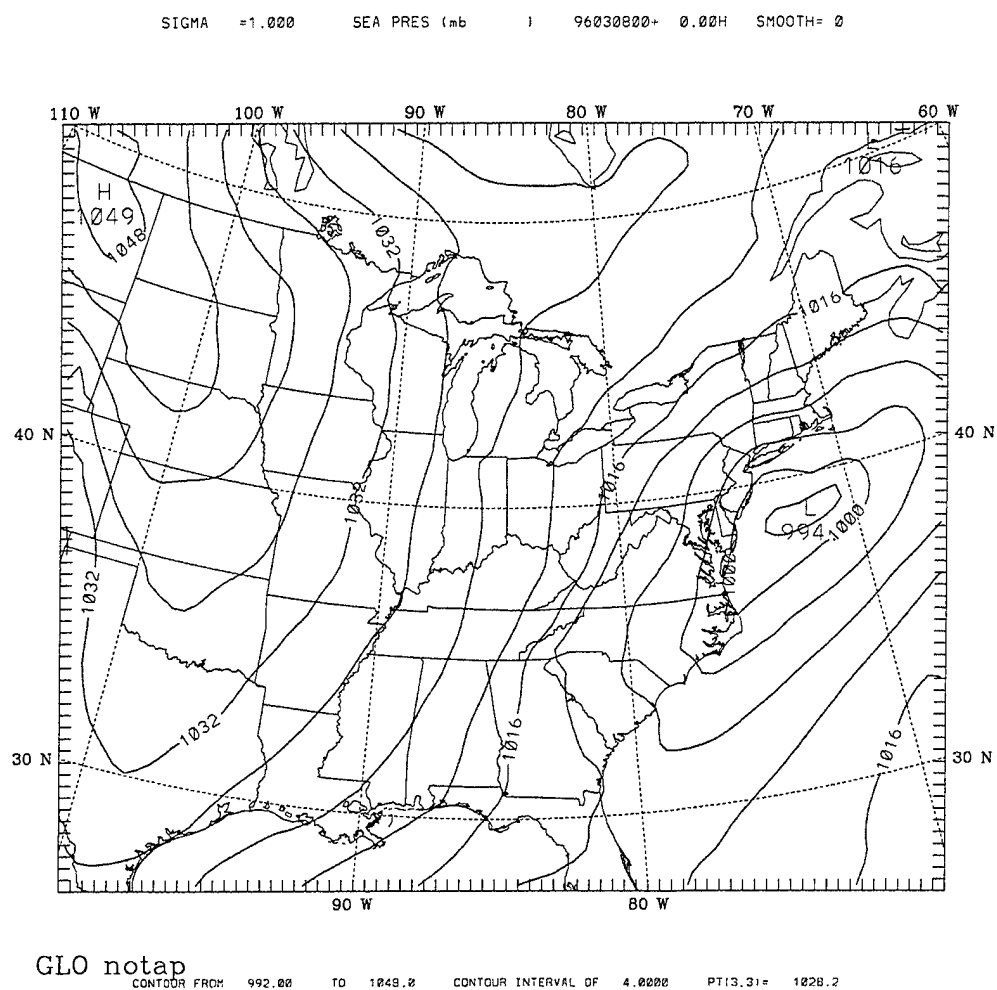 SIGMA =1.000 SEA PRES (mb ) 96030800+ 0.00H SMOOTH= 0
110 W 100 W 90 W 80 W 70 W 60 W
1016
H
1049
1048
1032
1016
40 N 40 N
1016
1032
L
994
1000
000
1032
1032
1016
1016
30 N 30 N
90 W 80 W
GLO notap
CONTOUR FROM 992.00 TO 1048.0 CONTOUR INTERVAL OF 4.0000 PT(3,3)= 1028.2